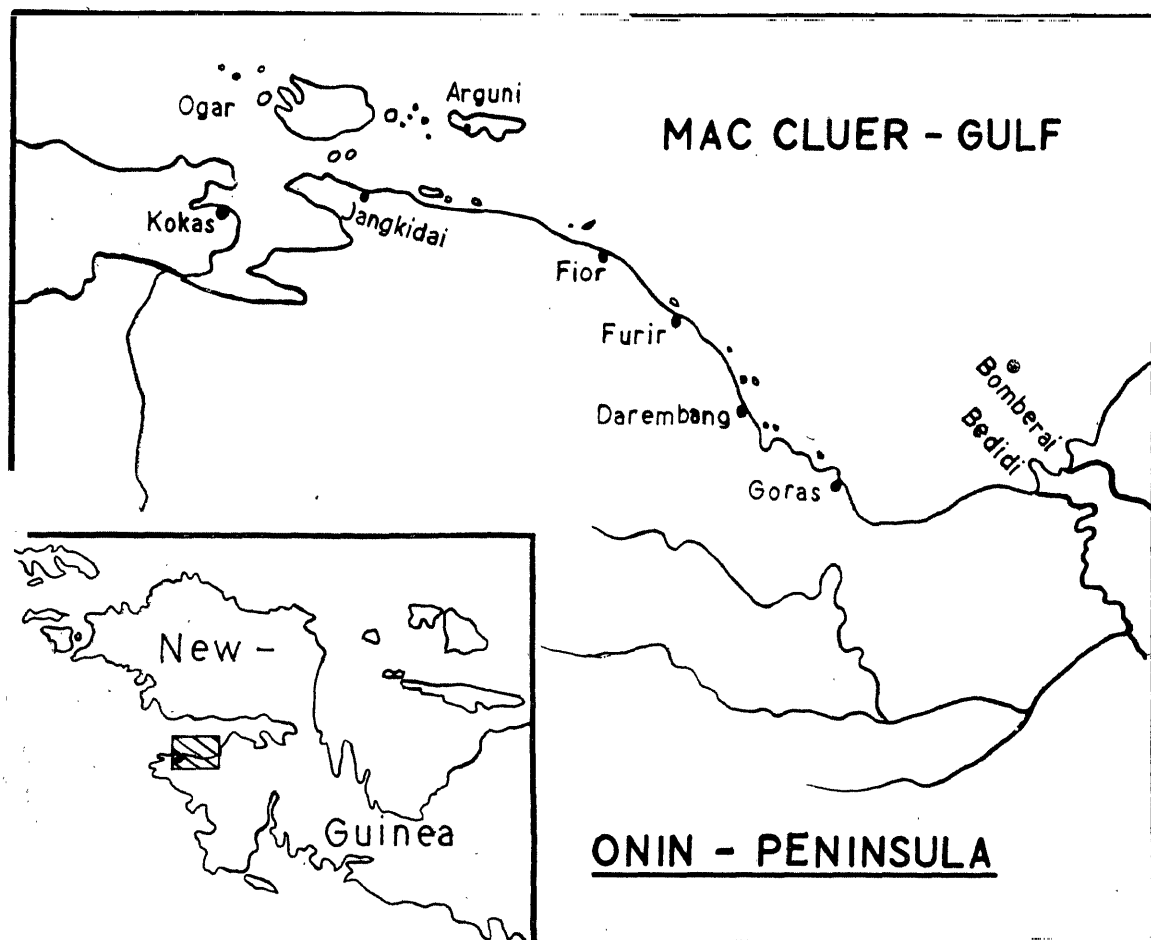 Ogar
Arguni
MAC CLUER - GULF
Kokas
Jangkidai
Fior
Furir
Darembang
Goras
Bomberai
Bedidi
New -
Guinea
ONIN - PENINSULA